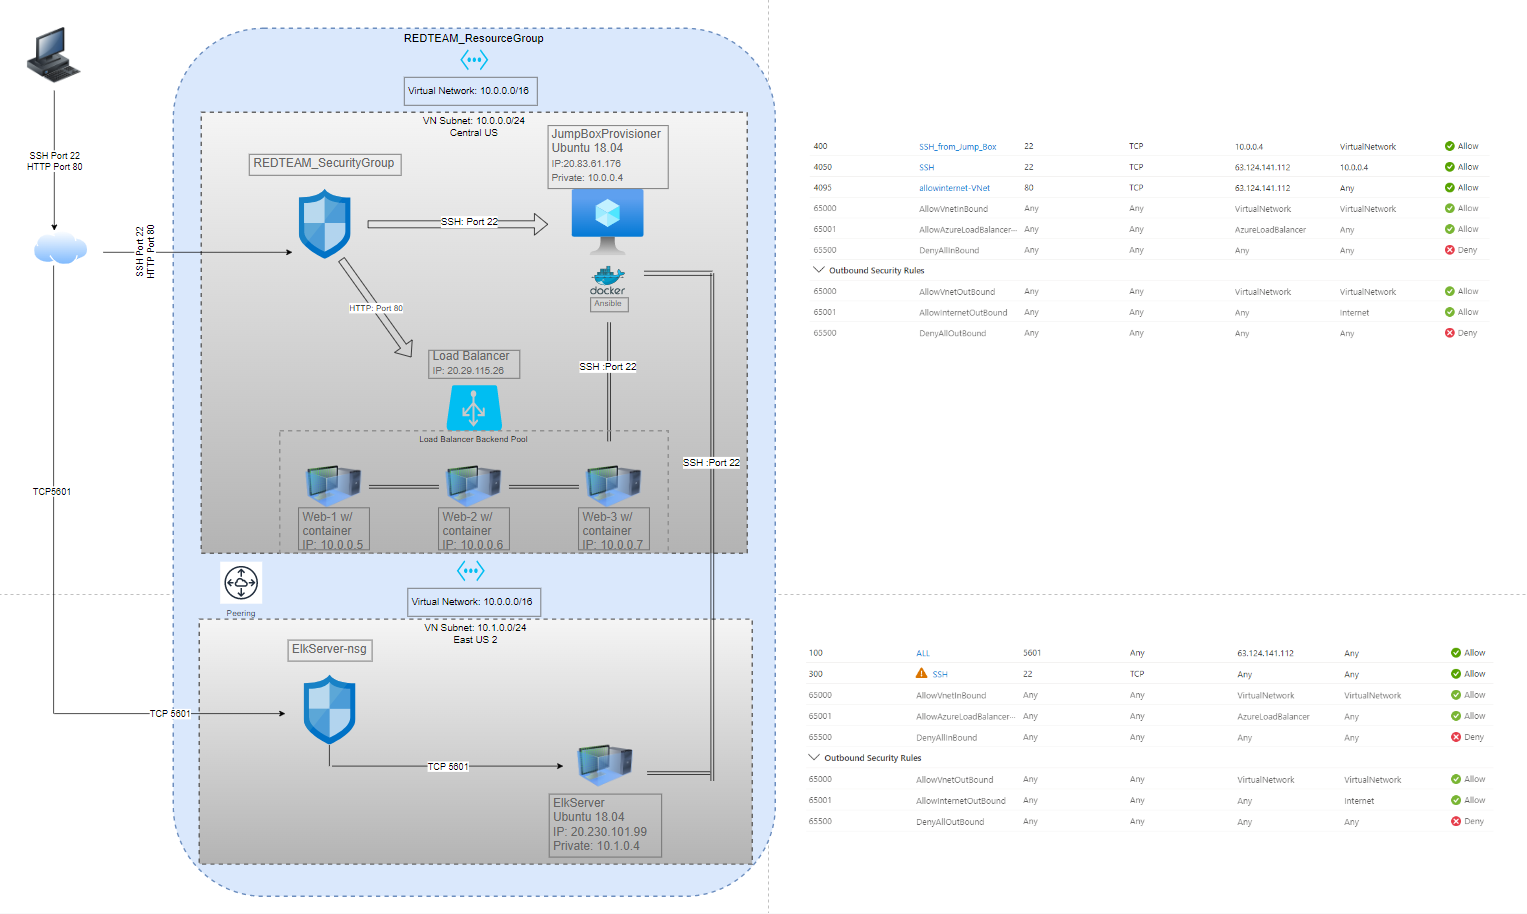 REDTEAM_ResourceGroup
Virtual Network: 10.0.0.0/16
VN Subnet: 10.0.0.0/24
Central US
JumpBoxProvisioner
Ubuntu 18.04
IP:20.83.61.176
Private: 10.0.0.4
REDTEAM_SecurityGroup
SSH Port 22
HTTP Port 80
SSH Port 22
HTTP Port 80
SSH; Port 22
docker
Ansible
HTTP: Port 80
Load Balancer
IP: 20.29.115.26
SSH :Port 22
Load Balancer Backend Pool
SSH :Port 22
TCP5601
Web-1 w/
container
IP: 10.0.0.5
Web-2 w/
container
IP: 10.0.0.6
Web-3 w/
container
IP: 10.0.0.7
Peering
Virtual Network: 10.0.0.0/16
VN Subnet: 10.1.0.0/24
East US 2
ElkServer-nsg
TCP 5601
TCP 5601
ElkServer
Ubuntu 18.04
IP: 20.230.101.99
Private: 10.1.0.4
400 SSH_from_Jump_Box 22 TCP 10.0.0.4 VirtualNetwork Allow
4050 SSH 22 TCP 63.124.141.112 10.0.0.4 Allow
4095 allowinternet-VNet 80 TCP 63.124.141.112 Any Allow
65000 AllowVnetInBound Any Any VirtualNetwork VirtualNetwork Allow
65001 AllowAzureLoadBalancer··· Any Any AzureLoadBalancer Any Allow
65500 DenyAllInBound Any Any Any Any Deny
Outbound Security Rules
65000 AllowVnetOutBound Any Any VirtualNetwork VirtualNetwork Allow
65001 AllowInternetOutBound Any Any Any Internet Allow
65500 DenyAllOutBound Any Any Any Any Deny
100 ALL 5601 Any 63.124.141.112 Any Allow
300 SSH 22 TCP Any Any Allow
65000 AllowVnetInBound Any Any VirtualNetwork VirtualNetwork Allow
65001 AllowAzureLoadBalancer··· Any Any AzureLoadBalancer Any Allow
65500 DenyAllInBound Any Any Any Any Deny
Outbound Security Rules
65000 AllowVnetOutBound Any Any VirtualNetwork VirtualNetwork Allow
65001 AllowInternetOutBound Any Any Any Internet Allow
65500 DenyAllOutBound Any Any Any Any Deny